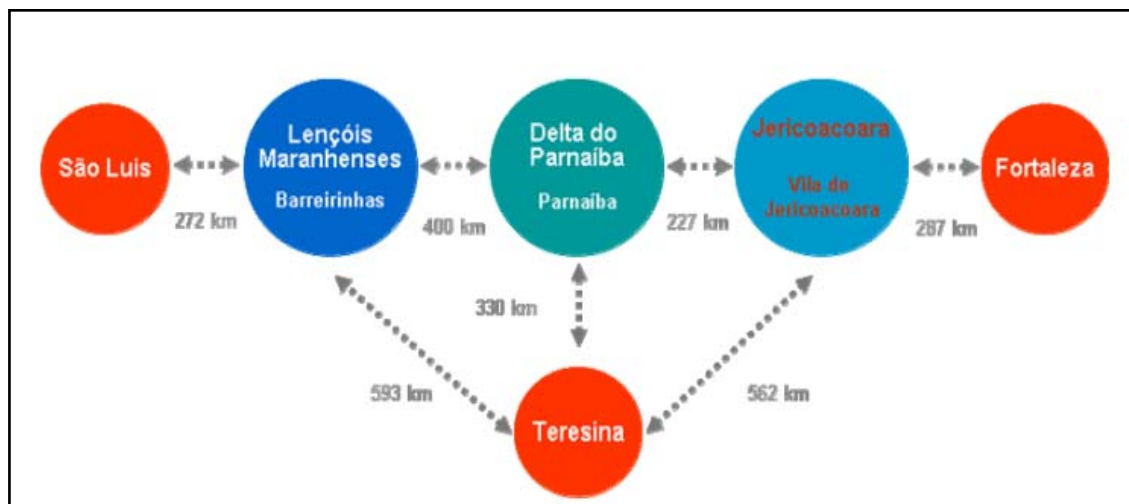 São Luis
Lençóis
Maranhenses
Barreirinhas
Delta do
Parnaíba
Parnaíba
Jericoacoara
Vila de
Jericoacoara
Fortaleza
272 km
400 km
227 km
287 km
330 km
593 km
562 km
Teresina